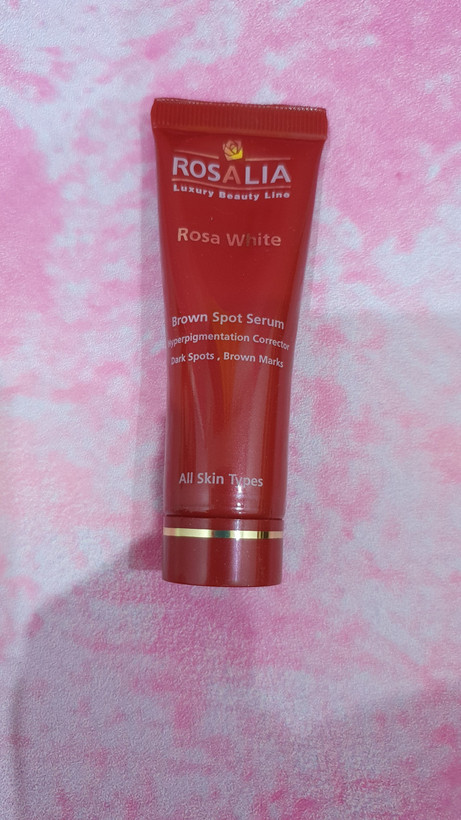 ROSALIA
Luxury Beauty Line
Rosa White
Brown Spot Serum
Hyperpigmentation Corrector
Dark Spots , Brown Marks
All Skin Types